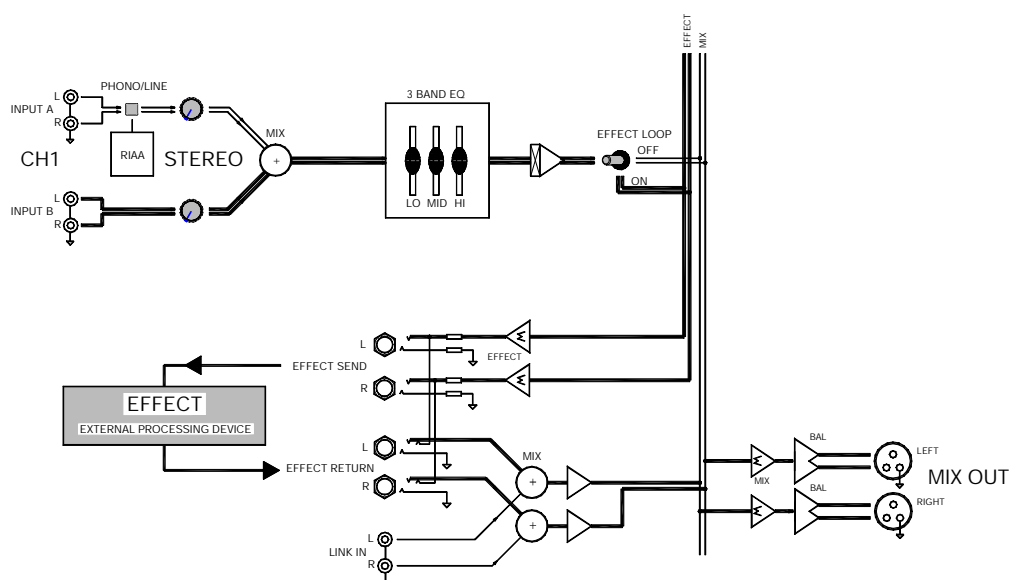 EFFECT
MIX
PHONO/LINE
L
INPUT A
R
RIAA
CH1
STEREO
MIX
3 BAND EQ
LO MID HI
EFFECT LOOP
OFF
ON
L
INPUT B
R
L
EFFECT
EFFECT SEND
R
EFFECT
EXTERNAL PROCESSING DEVICE
L
EFFECT RETURN
R
MIX
+
+
+
L
LINK IN
R
Σ
Σ
Σ
Σ
MIX
BAL
BAL
LEFT
RIGHT
MIX OUT